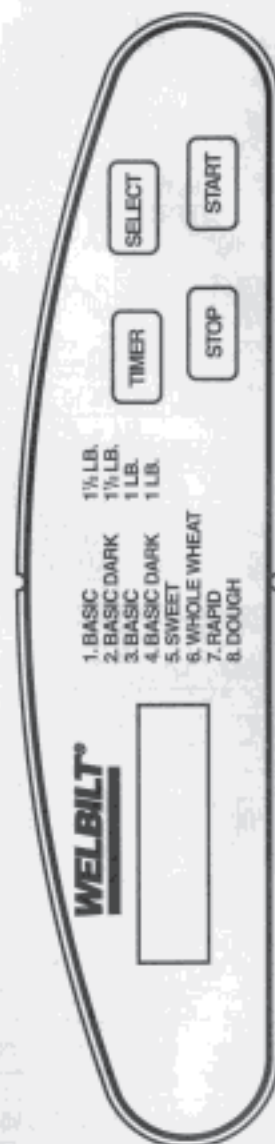 WELBILT®
1. BASIC 1½ LB.
2. BASIC DARK 1½ LB.
3. BASIC 1 LB.
4. BASIC DARK 1 LB.
5. SWEET
6. WHOLE WHEAT
7. RAPID
8. DOUGH
TIMER
SELECT
STOP
START